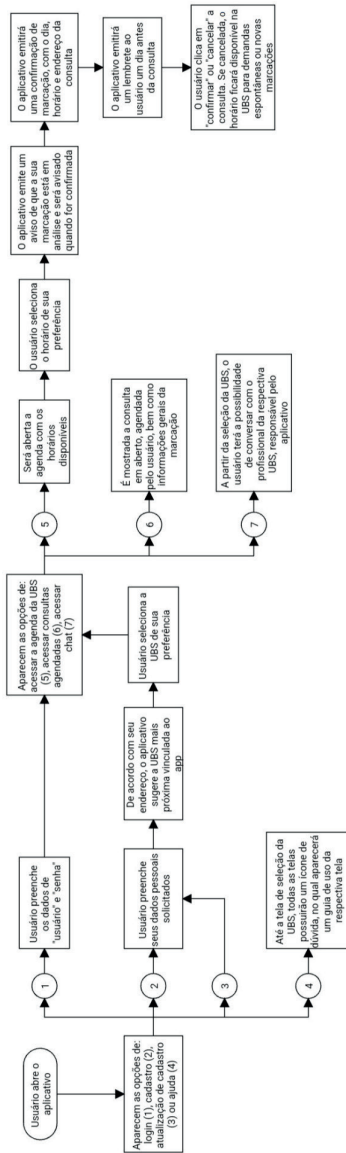 Usuário abre o
aplicativo
Aparecem as opções de:
login (1), cadastro (2),
atualização de cadastro
(3) ou ajuda (4)
1
Usuário preenche
os dados de
"usuário" e "senha"
2
Usuário preenche
seus dados pessoais
solicitados
3
4
Até a tela de seleção da
UBS, todas as telas
possuirão um ícone de
dúvida, no qual aparecerá
um guia de uso da
respectiva tela
De acordo com seu
endereço, o aplicativo
sugere a UBS mais
próxima vinculada ao
app
Usuário seleciona a
UBS de sua
preferência
Aparecem as opções de:
acessar a agenda da UBS
(5), acessar consultas
agendadas (6), acessar
chat (7)
5
Será aberta a
agenda com os
horários
disponíveis
O usuário seleciona
o horário de sua
preferência
O aplicativo emite um
aviso de que a sua
marcação está em
análise e será avisado
quando for confirmada
O aplicativo emitirá
uma confirmação de
marcação, com o dia,
horário e endereço da
consulta
O aplicativo emitirá
um lembrete ao
usuário um dia antes
da consulta
O usuário clica em
"confirmar" ou "cancelar" a
consulta. Se cancelada, o
horário ficará disponível na
UBS para demandas
espontâneas ou novas
marcações
6
É mostrada a consulta
em aberto, agendada
pelo usuário, bem como
informações gerais da
marcação
7
A partir da seleção da UBS, o
usuário terá a possibilidade
de conversar com o
profissional da respectiva
UBS, responsável pelo
aplicativo